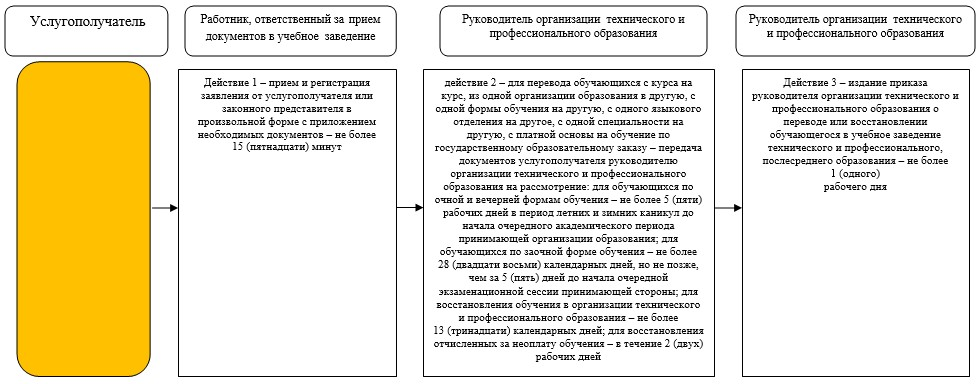 Услугополучатель
Работник, ответственный за прием
документов в учебное заведение
Руководитель организации технического и
профессионального образования
Руководитель организации технического
и профессионального образования
Действие 1 – прием и регистрация
заявления от услугополучателя или
законного представителя в
произвольной форме с приложением
необходимых документов – не более
15 (пятнадцати) минут
действие 2 – для перевода обучающихся с курса на
курс, из одной организации образования в другую, с
одной формы обучения на другую, с одного языкового
отделения на другое, с одной специальности на
другую, с платной основы на обучение по
государственному образовательному заказу – передача
документов услугополучателя руководителю
организации технического и профессионального
образования на рассмотрение: для обучающихся по
очной и вечерней формам обучения – не более 5 (пяти)
рабочих дней в период летних и зимних каникул до
начала очередного академического периода
принимающей организации образования; для
обучающихся по заочной форме обучения – не более
28 (двадцати восьми) календарных дней, но не позже,
чем за 5 (пять) дней до начала очередной
экзаменационной сессии принимающей стороны; для
восстановления обучения в организации технического
и профессионального образования – не более
13 (тринадцати) календарных дней; для восстановления
отчисленных за неоплату обучения – в течение 2 (двух)
рабочих дней
Действие 3 – издание приказа
руководителя организации технического и
профессионального образования о
переводе или восстановлении
обучающегося в учебное заведение
технического и профессионального,
послесреднего образования – не более
1 (одного)
рабочего дня